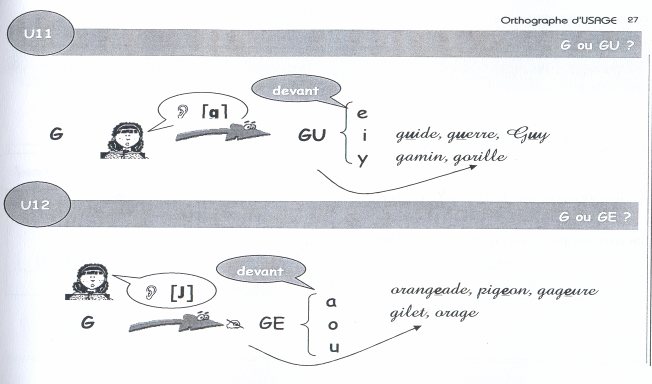 Orthographe d'USAGE 27
U11
G ou GU ?
devant
[g]
e
G GU i guide, guerre, Guy
y gamin, gorille
U12
G ou GE ?
devant
[J]
a orangeade, pigeon, gageure
G GE o gilet, orage
u